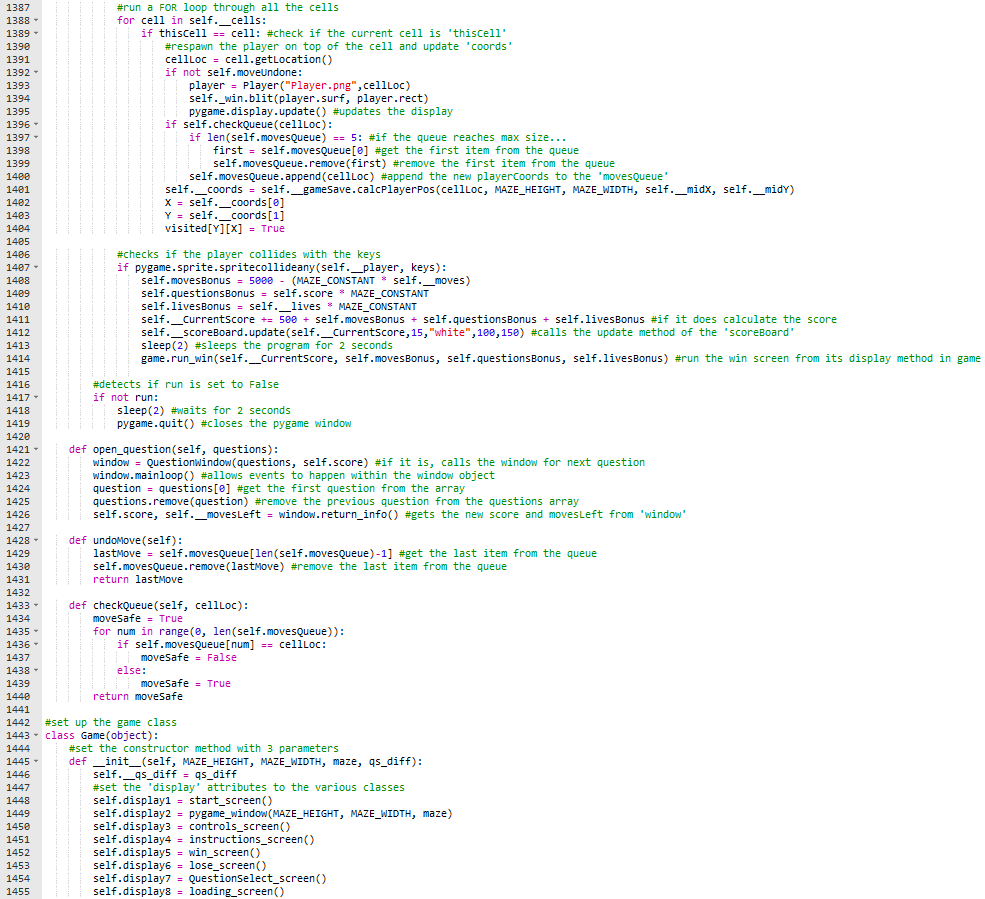 1387 #run a FOR loop through all the cells
1388 for cell in self.__cells:
1389 if thisCell == cell: #check if the current cell is 'thisCell'
1390 #respawn the player on top of the cell and update 'coords'
1391 cellLoc = cell.getLocation()
1392 if not self.moveUndone:
1393 player = Player("Player.png",cellLoc)
1394 self._win.blit(player.surf, player.rect)
1395 pygame.display.update() #updates the display
1396 if self.checkQueue(cellLoc):
1397 if len(self.movesQueue) == 5: #if the queue reaches max size...
1398 first = self.movesQueue[0] #get the first item from the queue
1399 self.movesQueue.remove(first) #remove the first item from the queue
1400 self.movesQueue.append(cellLoc) #append the new playerCoords to the 'movesQueue'
1401 self.__coords = self.__gameSave.calcPlayerPos(cellLoc, MAZE_HEIGHT, MAZE_WIDTH, self.__midX, self.__midY)
1402 X = self.__coords[0]
1403 Y = self.__coords[1]
1404 visited[Y][X] = True
1405
1406 #checks if the player collides with the keys
1407 if pygame.sprite.spritecollideany(self.__player, keys):
1408 self.movesBonus = 5000 - (MAZE_CONSTANT * self.__moves)
1409 self.questionsBonus = self.score * MAZE_CONSTANT
1410 self.livesBonus = self.__lives * MAZE_CONSTANT
1411 self.__CurrentScore += 500 + self.movesBonus + self.questionsBonus + self.livesBonus #if it does calculate the score
1412 self.__scoreBoard.update(self.__CurrentScore,15,"white",100,150) #calls the update method of the 'scoreBoard'
1413 sleep(2) #sleeps the program for 2 seconds
1414 game.run_win(self.__CurrentScore, self.movesBonus, self.questionsBonus, self.livesBonus) #run the win screen from its display method in game
1415
1416 #detects if run is set to False
1417 if not run:
1418 sleep(2) #waits for 2 seconds
1419 pygame.quit() #closes the pygame window
1420
1421 def open_question(self, questions):
1422 window = QuestionWindow(questions, self.score) #if it is, calls the window for next question
1423 window.mainloop() #allows events to happen within the window object
1424 question = questions[0] #get the first question from the array
1425 questions.remove(question) #remove the previous question from the questions array
1426 self.score, self.__movesLeft = window.return_info() #gets the new score and movesLeft from 'window'
1427
1428 def undoMove(self):
1429 lastMove = self.movesQueue[len(self.movesQueue)-1] #get the last item from the queue
1430 self.movesQueue.remove(lastMove) #remove the last item from the queue
1431 return lastMove
1432
1433 def checkQueue(self, cellLoc):
1434 moveSafe = True
1435 for num in range(0, len(self.movesQueue)):
1436 if self.movesQueue[num] == cellLoc:
1437 moveSafe = False
1438 else:
1439 moveSafe = True
1440 return moveSafe
1441
1442 #set up the game class
1443 class Game(object):
1444 #set the constructor method with 3 parameters
1445 def __init__(self, MAZE_HEIGHT, MAZE_WIDTH, maze, qs_diff):
1446 self.__qs_diff = qs_diff
1447 #set the 'display' attributes to the various classes
1448 self.display1 = start_screen()
1449 self.display2 = pygame_window(MAZE_HEIGHT, MAZE_WIDTH, maze)
1450 self.display3 = controls_screen()
1451 self.display4 = instructions_screen()
1452 self.display5 = win_screen()
1453 self.display6 = lose_screen()
1454 self.display7 = QuestionSelect_screen()
1455 self.display8 = loading_screen()